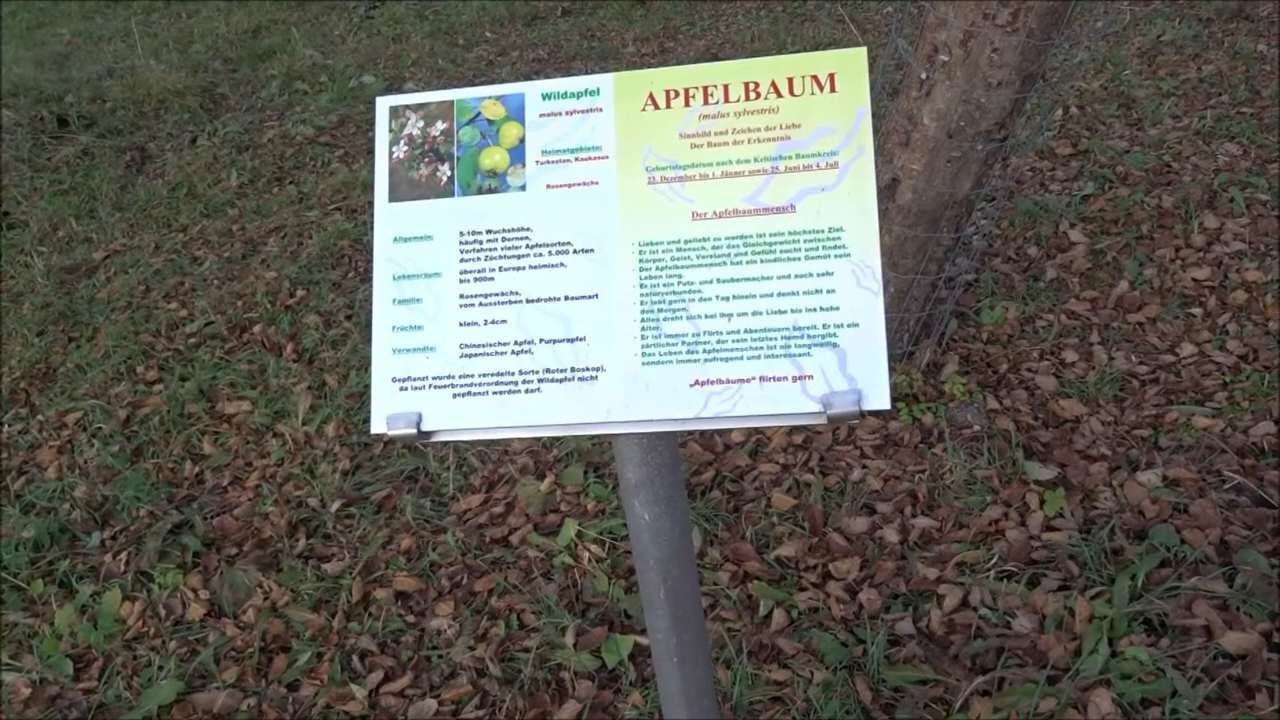 Wildapfel
malus sylvestris
Heimatgebiete:
Turkestan, Kaukasus
Rosengewächs
Allgemein:
5-10m Wuchshöhe,
häufig mit Dornen,
Vorfahren vieler Apfelsorten,
durch Züchtungen ca. 5.000 Arten
Lebensraum:
überall in Europa heimisch,
bis 900m
Familie:
Rosengewächs,
vom Aussterben bedrohte Baumart
Früchte:
klein, 2-4cm
Verwandte:
Chinesischer Apfel, Purpurapfel
Japanischer Apfel,
Gepflanzt wurde eine veredelte Sorte (Roter Boskop),
da laut Feuerbrandverordnung der Wildapfel nicht
gepflanzt werden darf.
APFELBAUM
(malus sylvestris)
Sinnbild und Zeichen der Liebe
Der Baum der Erkenntnis
Geburtstagsdatum nach dem Keltischen Baumkreis:
23. Dezember bis 1. Jänner sowie 25. Juni bis 4. Juli
Der Apfelbaummensch
· Lieben und geliebt zu werden ist sein höchstes Ziel.
· Er ist ein Mensch, der das Gleichgewicht zwischen
Körper, Geist, Verstand und Gefühl sucht und findet.
· Der Apfelbaummensch hat ein kindliches Gemüt sein
Leben lang.
· Er ist ein Putz- und Saubermacher und auch sehr
naturverbunden.
· Er lebt gern in den Tag hinein und denkt nicht an
den Morgen.
· Alles dreht sich bei ihm um die Liebe bis ins hohe
Alter.
· Er ist immer zu Flirts und Abenteuern bereit. Er ist ein
zärtlicher Partner, der sein letztes Hemd hergibt.
· Das Leben des Apfelmenschen ist nie langweilig,
sondern immer aufregend und interessant.
„Apfelbäume“ flirten gern